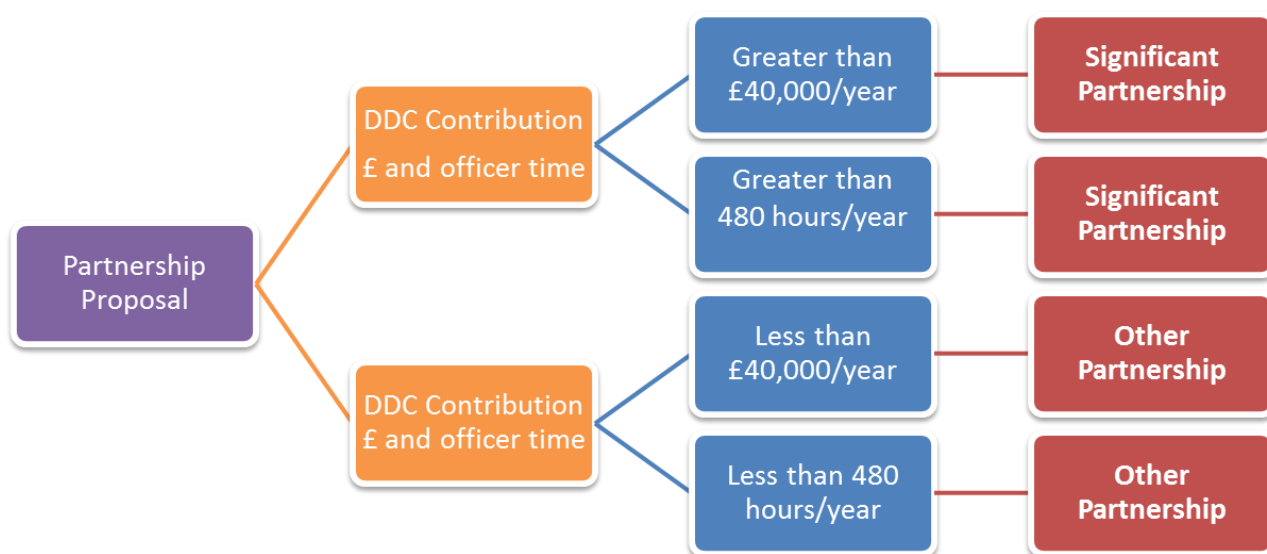 Partnership
Proposal
DDC Contribution
£ and officer time
Greater than
£40,000/year
Significant
Partnership
Greater than
480 hours/year
Significant
Partnership
DDC Contribution
£ and officer time
Less than
£40,000/year
Other
Partnership
Less than 480
hours/year
Other
Partnership